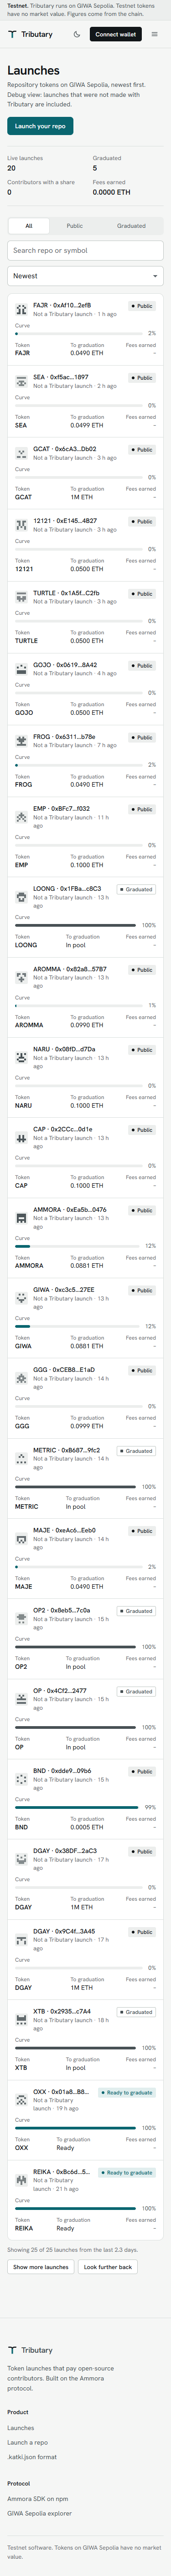 Testnet. Tributary runs on GIWA Sepolia. Testnet tokens
have no market value. Figures come from the chain.
Tributary
Connect wallet
Launches
Repository tokens on GIWA Sepolia, newest first.
Debug view: launches that were not made with
Tributary are included.
Launch your repo
Live launches
Graduated
20
5
Contributors with a share
Fees earned
0
0.0000 ETH
All
Public
Graduated
Search repo or symbol
Newest
FAJR · 0xAf10...2efB
Public
Not a Tributary launch · 1 h ago
Curve
2%
Token
To graduation
Fees earned
FAJR
0.0490 ETH
–
SEA · 0xf5ac...1897
Public
Not a Tributary launch · 2 h ago
Curve
0%
Token
To graduation
Fees earned
SEA
0.0499 ETH
–
GCAT · 0x6cA3...Db02
Public
Not a Tributary launch · 3 h ago
Curve
0%
Token
To graduation
Fees earned
GCAT
1M ETH
–
12121 · 0xE145...4B27
Public
Not a Tributary launch · 3 h ago
Curve
0%
Token
To graduation
Fees earned
12121
0.0500 ETH
–
TURTLE · 0x1A5f...C2fb
Public
Not a Tributary launch · 3 h ago
Curve
0%
Token
To graduation
Fees earned
TURTLE
0.0500 ETH
–
GOJO · 0x0619...8A42
Public
Not a Tributary launch · 4 h ago
Curve
0%
Token
To graduation
Fees earned
GOJO
0.0500 ETH
–
FROG · 0x6311...b78e
Public
Not a Tributary launch · 7 h ago
Curve
2%
Token
To graduation
Fees earned
FROG
0.0490 ETH
–
EMP · 0xBFc7...f032
Public
Not a Tributary launch · 11 h
ago
Curve
0%
Token
To graduation
Fees earned
EMP
0.1000 ETH
–
LOONG · 0x1FBa...c8C3
Graduated
Not a Tributary launch · 13 h
ago
Curve
100%
Token
To graduation
Fees earned
LOONG
In pool
–
AROMMA · 0x82a8...57B7
Public
Not a Tributary launch · 13 h
ago
Curve
1%
Token
To graduation
Fees earned
AROMMA
0.0990 ETH
–
NARU · 0x08fD...d7Da
Public
Not a Tributary launch · 13 h
ago
Curve
0%
Token
To graduation
Fees earned
NARU
0.1000 ETH
–
CAP · 0x2CCc...0d1e
Public
Not a Tributary launch · 13 h
ago
Curve
0%
Token
To graduation
Fees earned
CAP
0.1000 ETH
–
AMMORA · 0xEa5b...0476
Public
Not a Tributary launch · 13 h
ago
Curve
12%
Token
To graduation
Fees earned
AMMORA
0.0881 ETH
–
GIWA · 0xc3c5...27EE
Public
Not a Tributary launch · 13 h
ago
Curve
12%
Token
To graduation
Fees earned
GIWA
0.0881 ETH
–
GGG · 0xCEB8...E1aD
Public
Not a Tributary launch · 14 h
ago
Curve
0%
Token
To graduation
Fees earned
GGG
0.0999 ETH
–
METRIC · 0xB687...9fc2
Graduated
Not a Tributary launch · 14 h
ago
Curve
100%
Token
To graduation
Fees earned
METRIC
In pool
–
MAJE · 0xeAc6...Eeb0
Public
Not a Tributary launch · 14 h
ago
Curve
2%
Token
To graduation
Fees earned
MAJE
0.0490 ETH
–
OP2 · 0x8eb5...7c0a
Graduated
Not a Tributary launch · 15 h
ago
Curve
100%
Token
To graduation
Fees earned
OP2
In pool
–
OP · 0x4Cf2...2477
Graduated
Not a Tributary launch · 15 h
ago
Curve
100%
Token
To graduation
Fees earned
OP
In pool
–
BND · 0xdde9...09b6
Public
Not a Tributary launch · 15 h
ago
Curve
99%
Token
To graduation
Fees earned
BND
0.0005 ETH
–
DGAY · 0x38DF...2aC3
Public
Not a Tributary launch · 17 h
ago
Curve
0%
Token
To graduation
Fees earned
DGAY
1M ETH
–
DGAY · 0x9C4f...3A45
Public
Not a Tributary launch · 17 h
ago
Curve
0%
Token
To graduation
Fees earned
DGAY
1M ETH
–
XTB · 0x2935...c7A4
Graduated
Not a Tributary launch · 18 h
ago
Curve
100%
Token
To graduation
Fees earned
XTB
In pool
–
OXX · 0x01a8...B8...
Ready to graduate
Not a Tributary
launch · 19 h ago
Curve
100%
Token
To graduation
Fees earned
OXX
Ready
–
REIKA · 0xBc6d...5...
Ready to graduate
Not a Tributary
launch · 21 h ago
Curve
100%
Token
To graduation
Fees earned
REIKA
Ready
–
Showing 25 of 25 launches from the last 2.3 days.
Show more launches
Look further back
Tributary
Token launches that pay open-source
contributors. Built on the Ammora
protocol.
Product
Launches
Launch a repo
.katki.json format
Protocol
Ammora SDK on npm
GIWA Sepolia explorer
Testnet software. Tokens on GIWA Sepolia have no market
value.